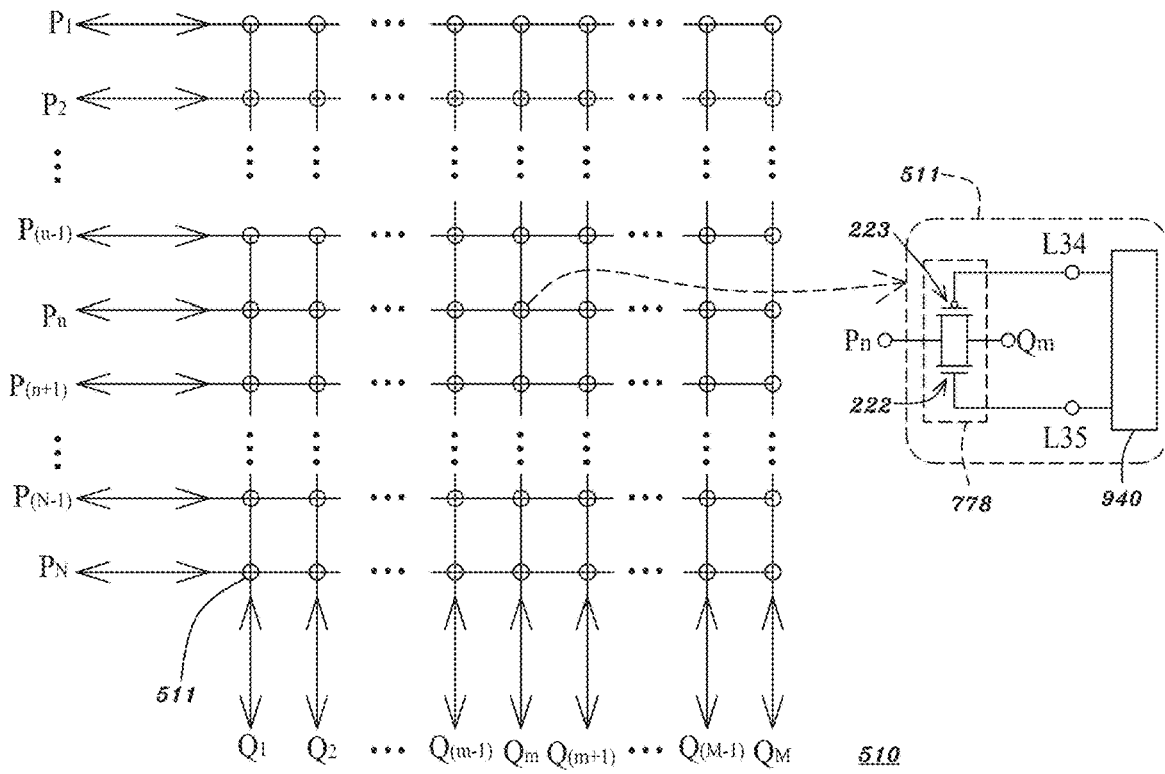 P1
P2
P(n-1)
Pn
P(n+1)
P(N-1)
PN
511
Q1 Q2 ... Q(m-1) Qm Q(m+1) ... Q(M-1) QM
510
511
223
L34
Pn
Qm
222
L35
778
940